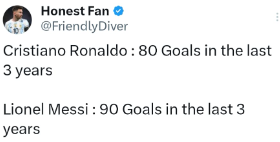 Honest Fan
@FriendlyDiver
Cristiano Ronaldo : 80 Goals in the last
3 years
Lionel Messi : 90 Goals in the last 3
years